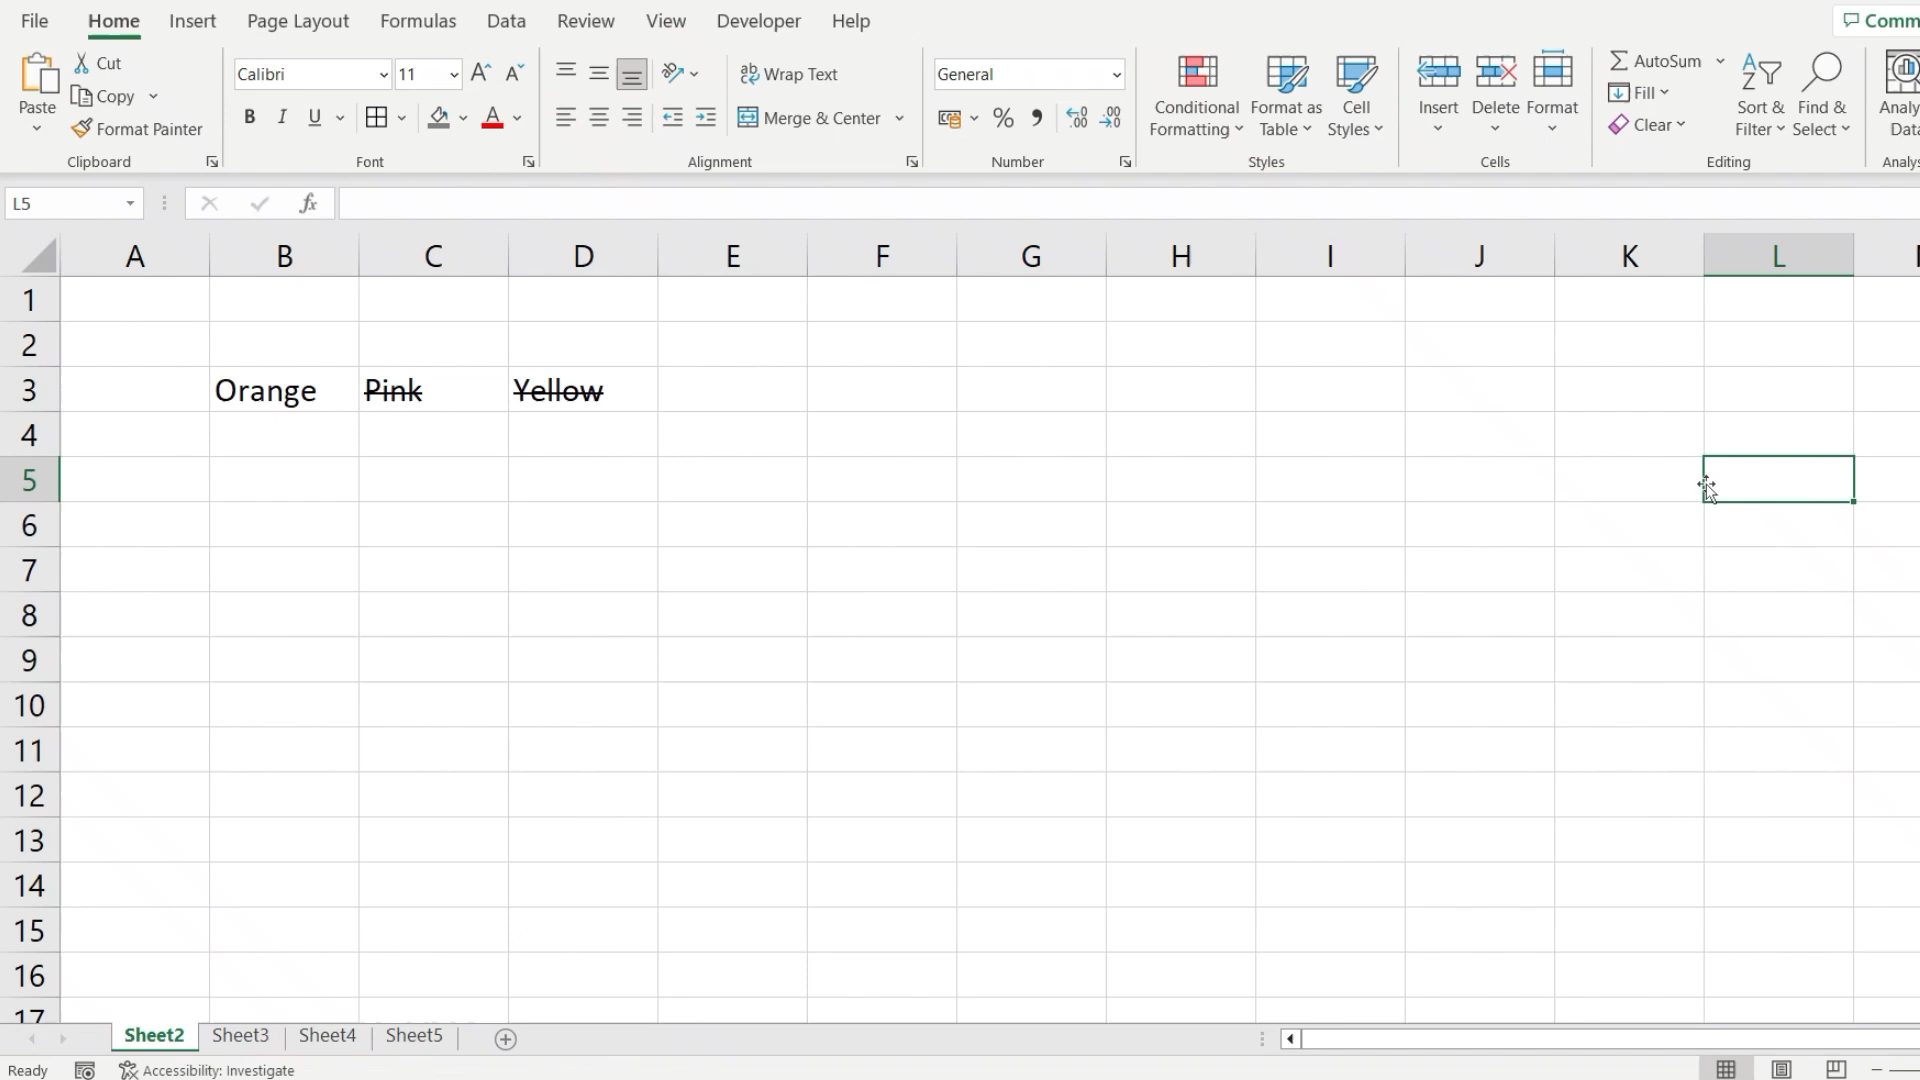 File Home Insert Page Layout Formulas Data Review View Developer Help
Cut
Copy
Format Painter
Paste
Clipboard
Calibri 11
B I U A
Font
Wrap Text
Merge & Center
Alignment
General
% , .00
Number
Conditional Formatting
Format as Table
Cell Styles
Styles
Insert Delete Format
Cells
AutoSum
Fill
Clear
Sort & Filter
Find & Select
Editing
L5 fx
A B C D E F G H I J K L
1
2
3 Orange Pink Yellow
4
5
6
7
8
9
10
11
12
13
14
15
16
17
Sheet2 Sheet3 Sheet4 Sheet5
Ready Accessibility: Investigate